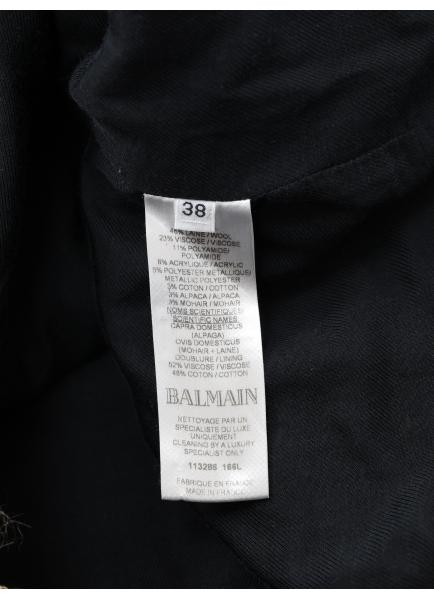 38
46% LAINE / WOOL
23% VISCOSE / VISCOSE
11% POLYAMIDE/
POLYAMIDE
6% ACRYLIQUE / ACRYLIC
5% POLYESTER METALLIQUE/
METALLIC POLYESTER
3% COTON / COTTON
3% ALPACA / ALPACA
3% MOHAIR / MOHAIR
NOMS SCIENTIFIQUES/
SCIENTIFIC NAMES
CAPRA DOMESTICUS
(ALPAGA)
OVIS DOMESTICUS
(MOHAIR + LAINE)
DOUBLURE / LINING
52% VISCOSE / VISCOSE
48% COTON / COTTON
BALMAIN
NETTOYAGE PAR UN
SPECIALISTE DU LUXE
UNIQUEMENT
CLEANING BY A LUXURY
SPECIALIST ONLY
113286 166L
FABRIQUE EN FRANCE
MADE IN FRANCE